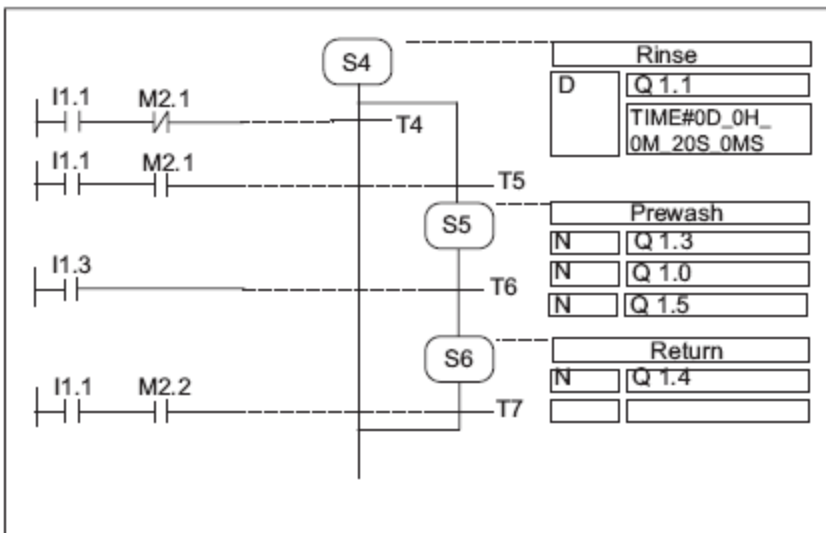 S4
Rinse
D
Q 1.1
TIME#0D_0H_
0M_20S_0MS
I1.1 M2.1
T4
I1.1 M2.1
T5
S5
Prewash
N Q 1.3
N Q 1.0
N Q 1.5
I1.3
T6
S6
Return
N Q 1.4
I1.1 M2.2
T7